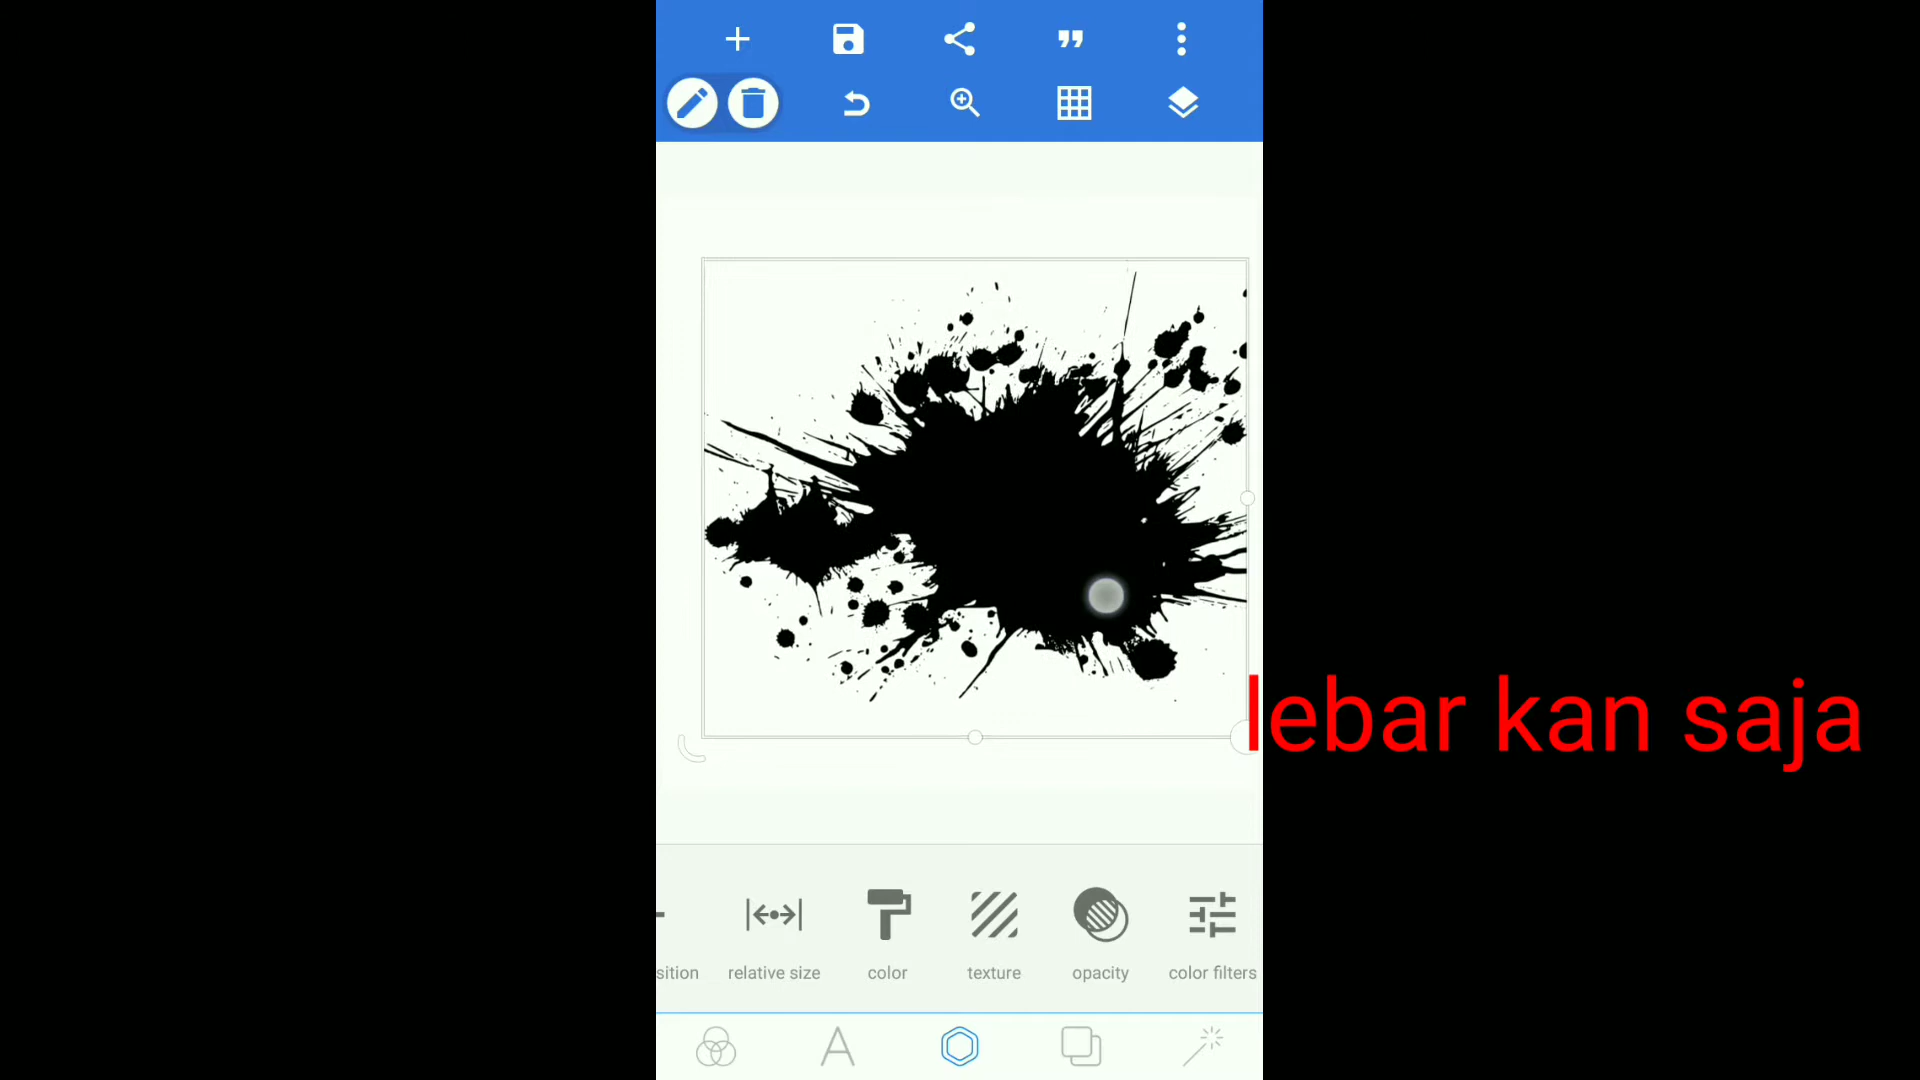 lebar kan saja
sition
relative size
color
texture
opacity
color filters